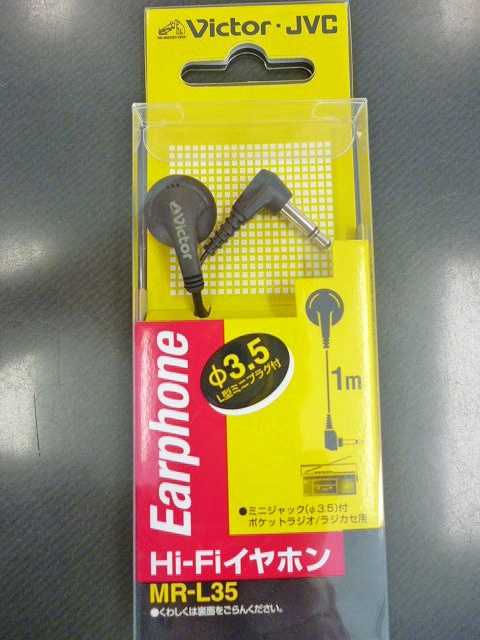 Victor・JVC
"HIS MASTER'S VOICE"
Victor
φ3.5
L型ミニプラグ付
1m
Earphone
●ミニジャック(φ3.5)付
ポケットラジオ/ラジカセ用
Hi-Fiイヤホン
MR-L35
●くわしくは裏面をごらんください。